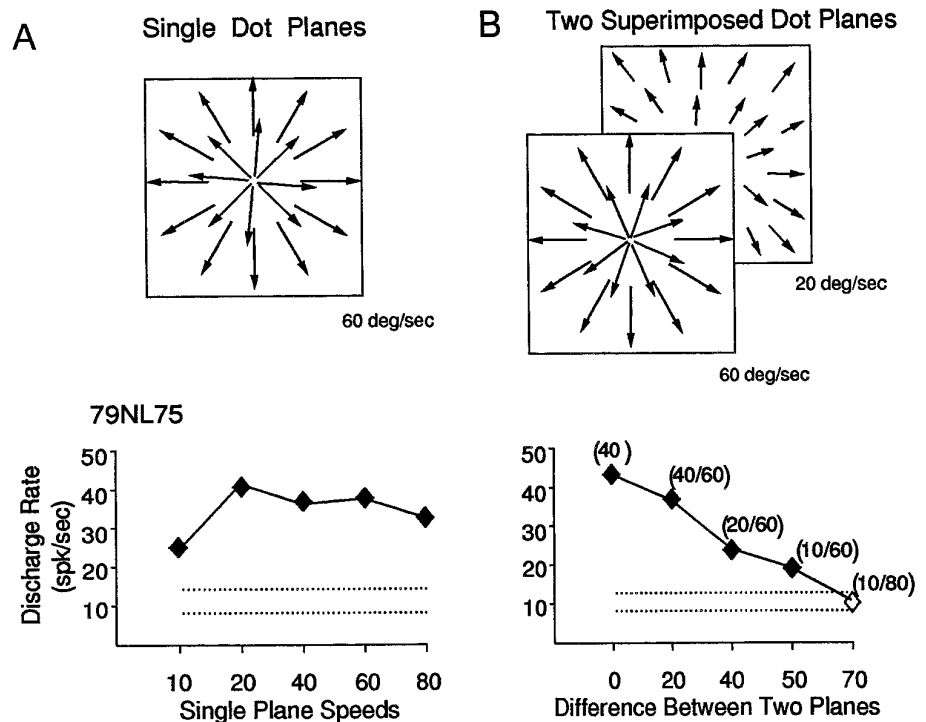 A
Single Dot Planes
60 deg/sec
B
Two Superimposed Dot Planes
20 deg/sec
60 deg/sec
79NL75
Discharge Rate
(spk/sec)
50
40
30
20
10
10 20 40 60 80
Single Plane Speeds
50
40
30
20
10
(40 )
(40/60)
(20/60)
(10/60)
(10/80)
0 20 40 50 70
Difference Between Two Planes